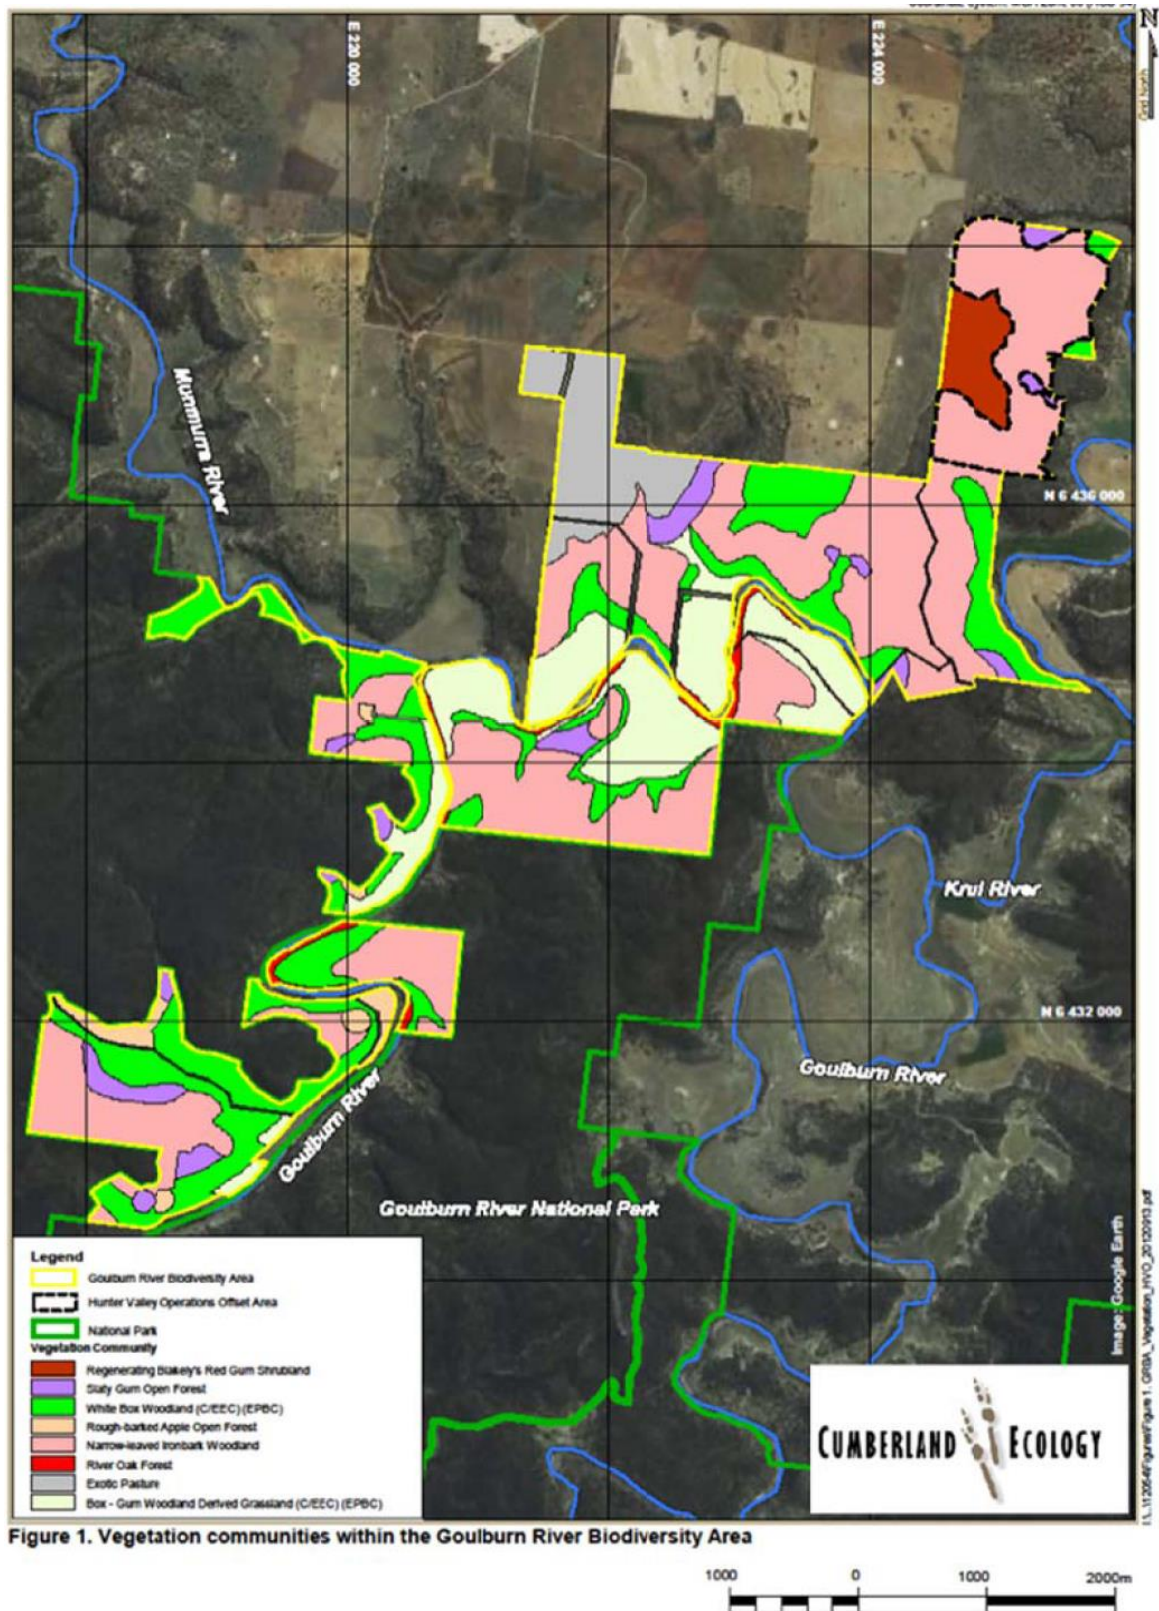 N
Grid North
E 220 000
E 224 000
Munmurra River
N 6 436 000
Krui River
N 6 432 000
Goulburn River
Goulburn River
Goulburn River National Park
Legend
Goulburn River Biodiversity Area
Hunter Valley Operations Offset Area
National Park
Vegetation Community
Regenerating Blakely's Red Gum Shrubland
Slaty Gum Open Forest
White Box Woodland (C/EEC) (EPBC)
Rough-barked Apple Open Forest
Narrow-leaved Ironbark Woodland
River Oak Forest
Exotic Pasture
Box - Gum Woodland Derived Grassland (C/EEC) (EPBC)
Image: Google Earth
CUMBERLAND ECOLOGY
Figure 1. Vegetation communities within the Goulburn River Biodiversity Area
1000 0 1000 2000m